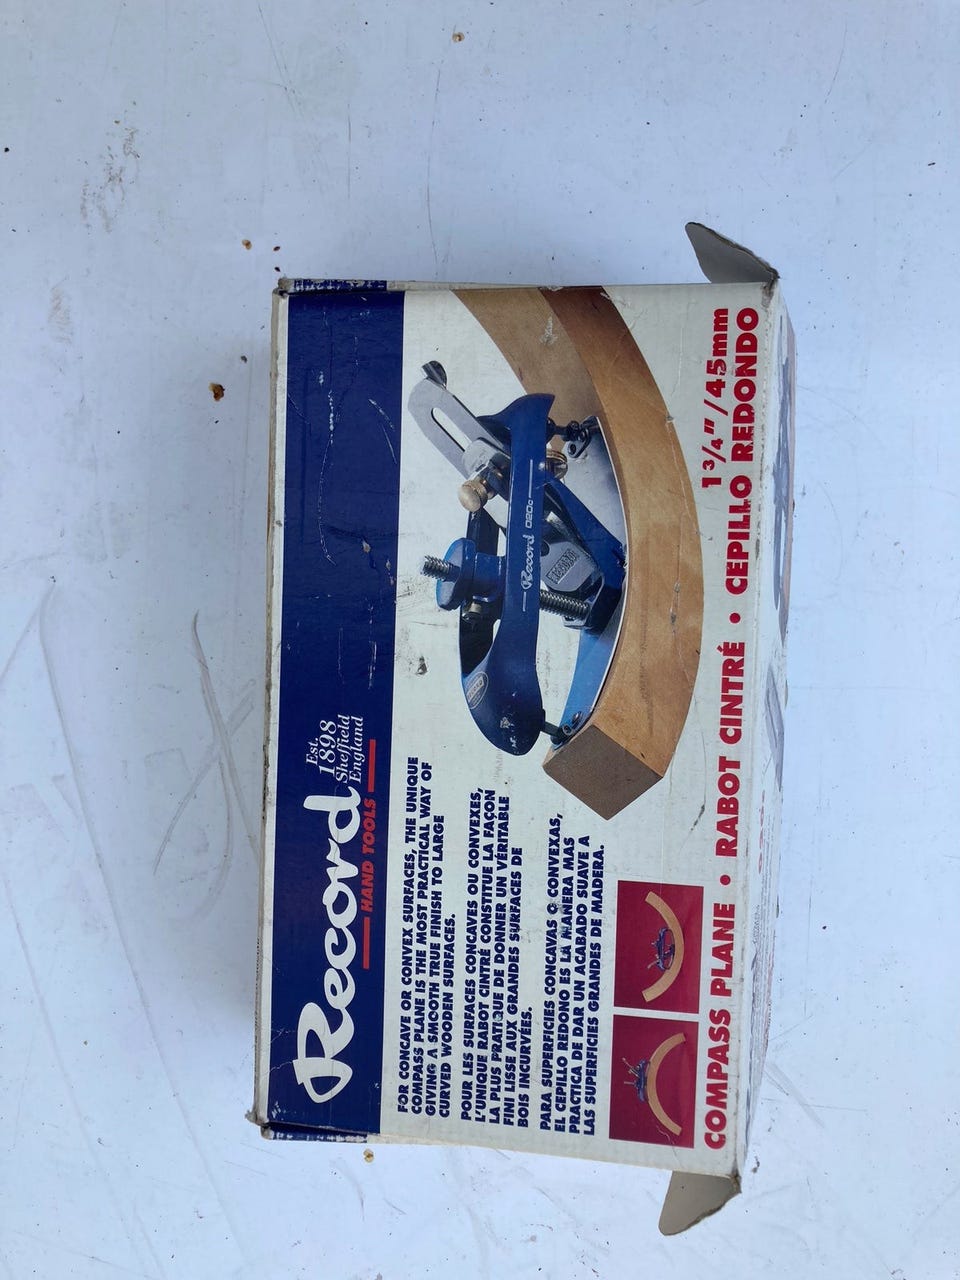 Record
Est.
1898
Sheffield
England
HAND TOOLS
FOR CONCAVE OR CONVEX SURFACES, THE UNIQUE
COMPASS PLANE IS THE MOST PRACTICAL WAY OF
GIVING A SMOOTH TRUE FINISH TO LARGE
CURVED WOODEN SURFACES.
POUR LES SURFACES CONCAVES OU CONVEXES,
L'UNIQUE RABOT CINTRÉ CONSTITUE LA FAÇON
LA PLUS PRATIQUE DE DONNER UN VÉRITABLE
FINI LISSE AUX GRANDES SURFACES DE
BOIS INCURVÉES.
PARA SUPERFICIES CONCAVAS O CONVEXAS,
EL CEPILLO REDONO ES LA MANERA MAS
PRACTICA DE DAR UN ACABADO SUAVE A
LAS SUPERFICIES GRANDES DE MADERA.
Record 020c
1¾"/45mm
COMPASS PLANE • RABOT CINTRÉ • CEPILLO REDONDO